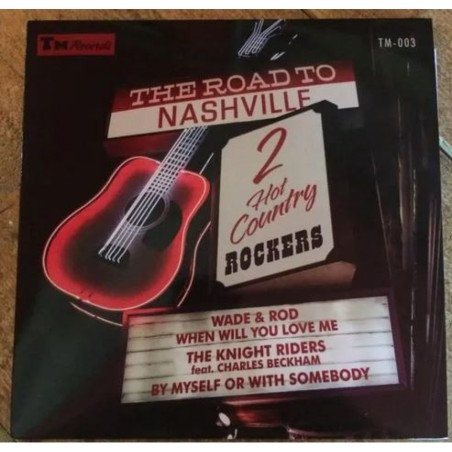 TM Records
TM-003
THE ROAD TO
NASHVILLE
2
Hot
Country
ROCKERS
WADE & ROD
WHEN WILL YOU LOVE ME
THE KNIGHT RIDERS
feat. CHARLES BECKHAM
BY MYSELF OR WITH SOMEBODY